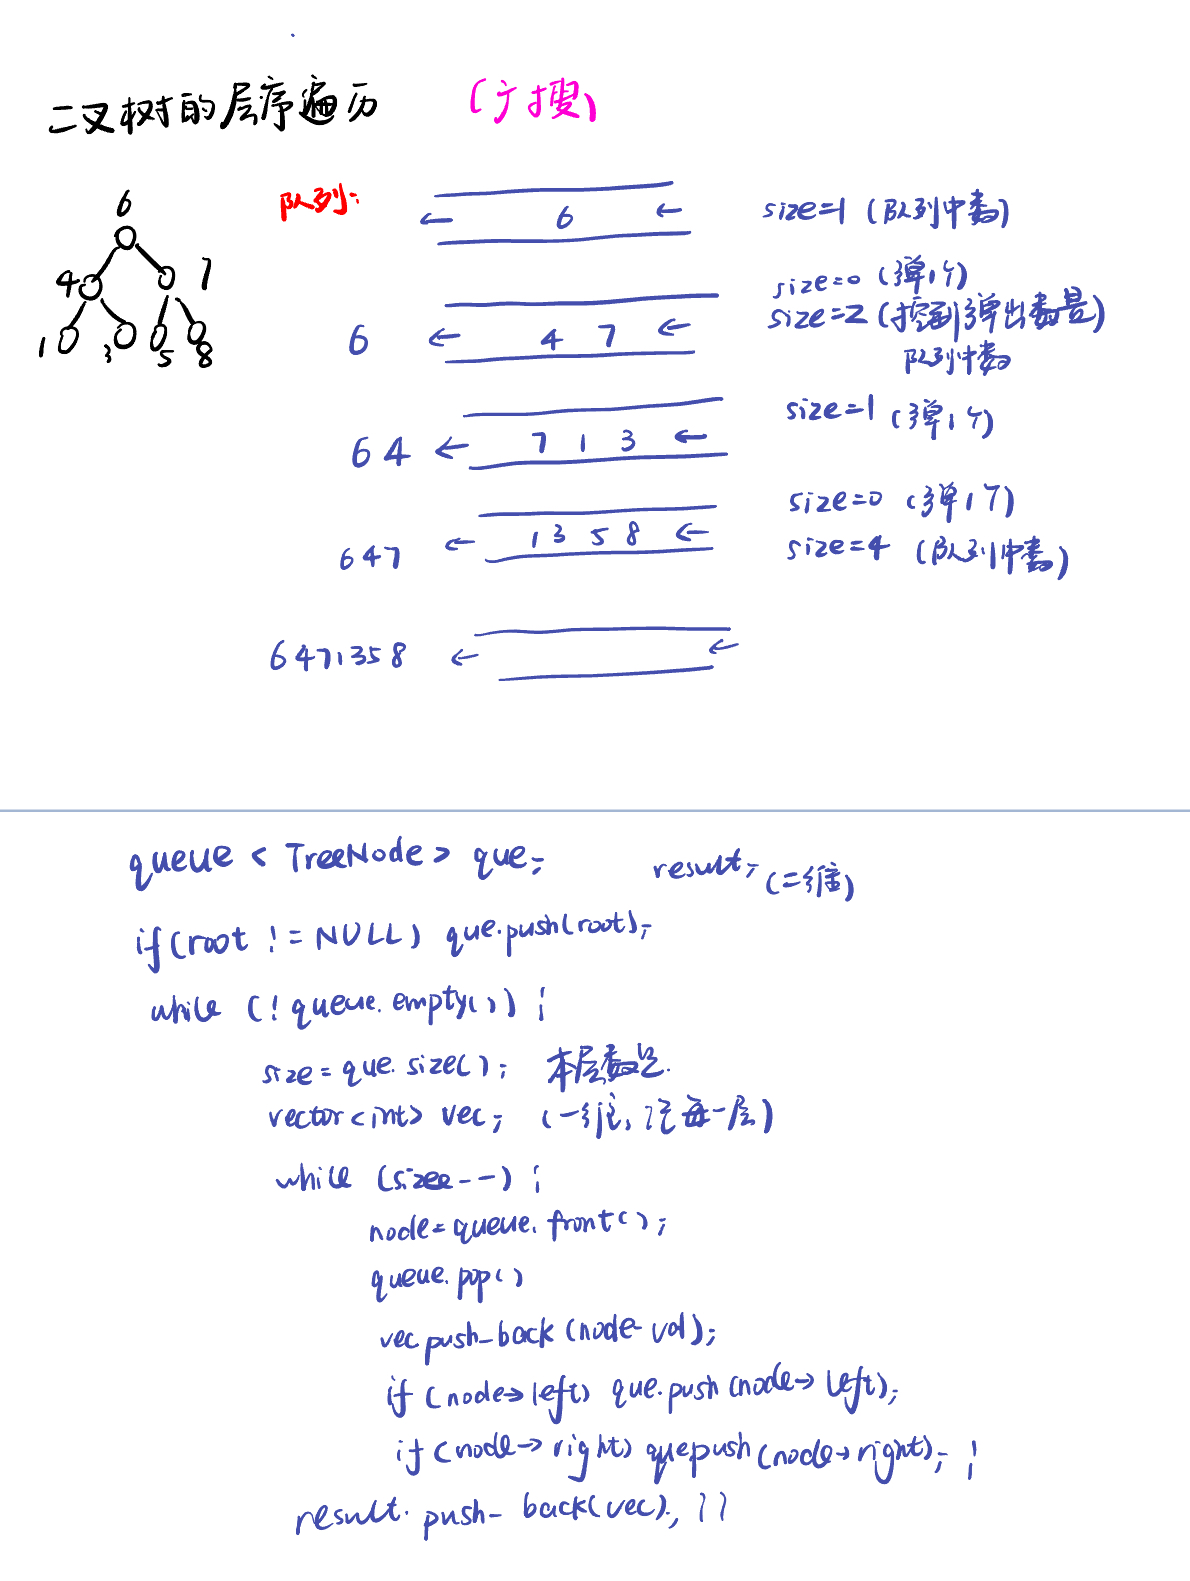 二叉树的层序遍历 (广搜)
6
4 7
1 3 5 8
队列:
← 6 ← size=1 (队列中数)
size=0 (弹1个)
6 ← 4 7 ← size=2 (控制弹出数是
队列中数)
size=1 (弹1个)
6 4 ← 7 1 3 ←
size=0 (弹1个)
6 4 7 ← 1 3 5 8 ← size=4 (队列中数)
6 4 7 1 3 5 8 ← ←
queue < TreeNode > que; result; (二维)
if (root != NULL) que.push(root);
while (! queue.empty()) {
size = que.size(); 本层数量.
vector<int> vec; (一维, 记每一层)
while (size--) {
node = queue.front();
queue.pop()
vec.push_back (node-val);
if (node→left) que.push (node→left);
if (node→right) que.push (node→right); }
result.push_back(vec); } }